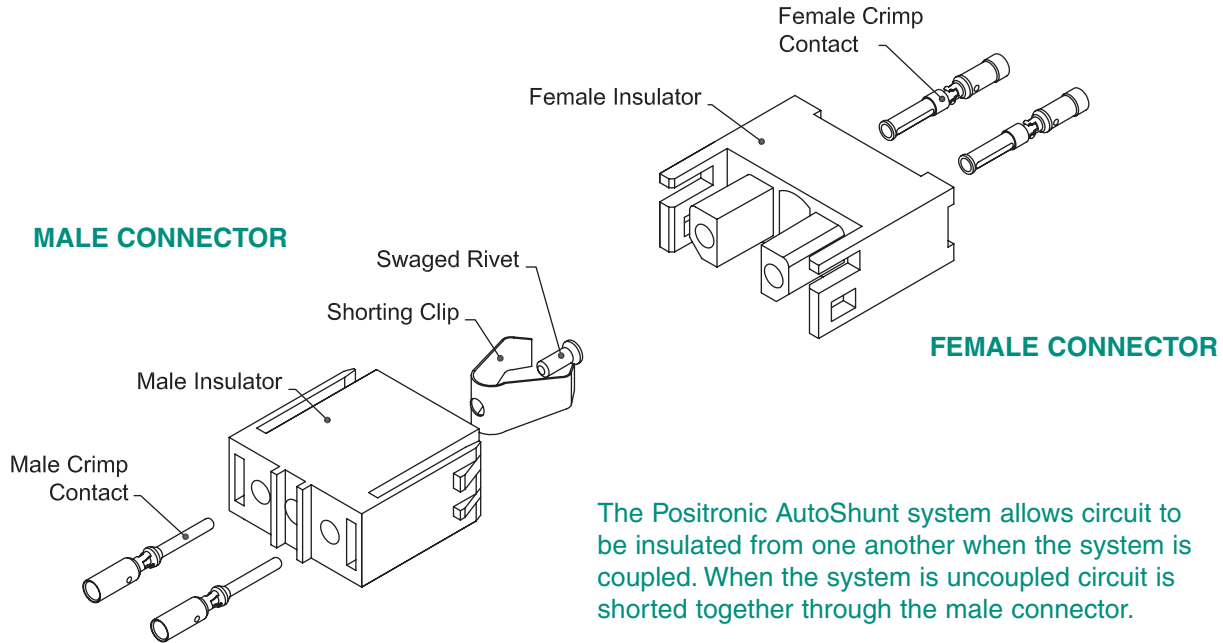 Female Crimp
Contact
Female Insulator
MALE CONNECTOR
Swaged Rivet
Shorting Clip
FEMALE CONNECTOR
Male Insulator
Male Crimp
Contact
The Positronic AutoShunt system allows circuit to
be insulated from one another when the system is
coupled. When the system is uncoupled circuit is
shorted together through the male connector.